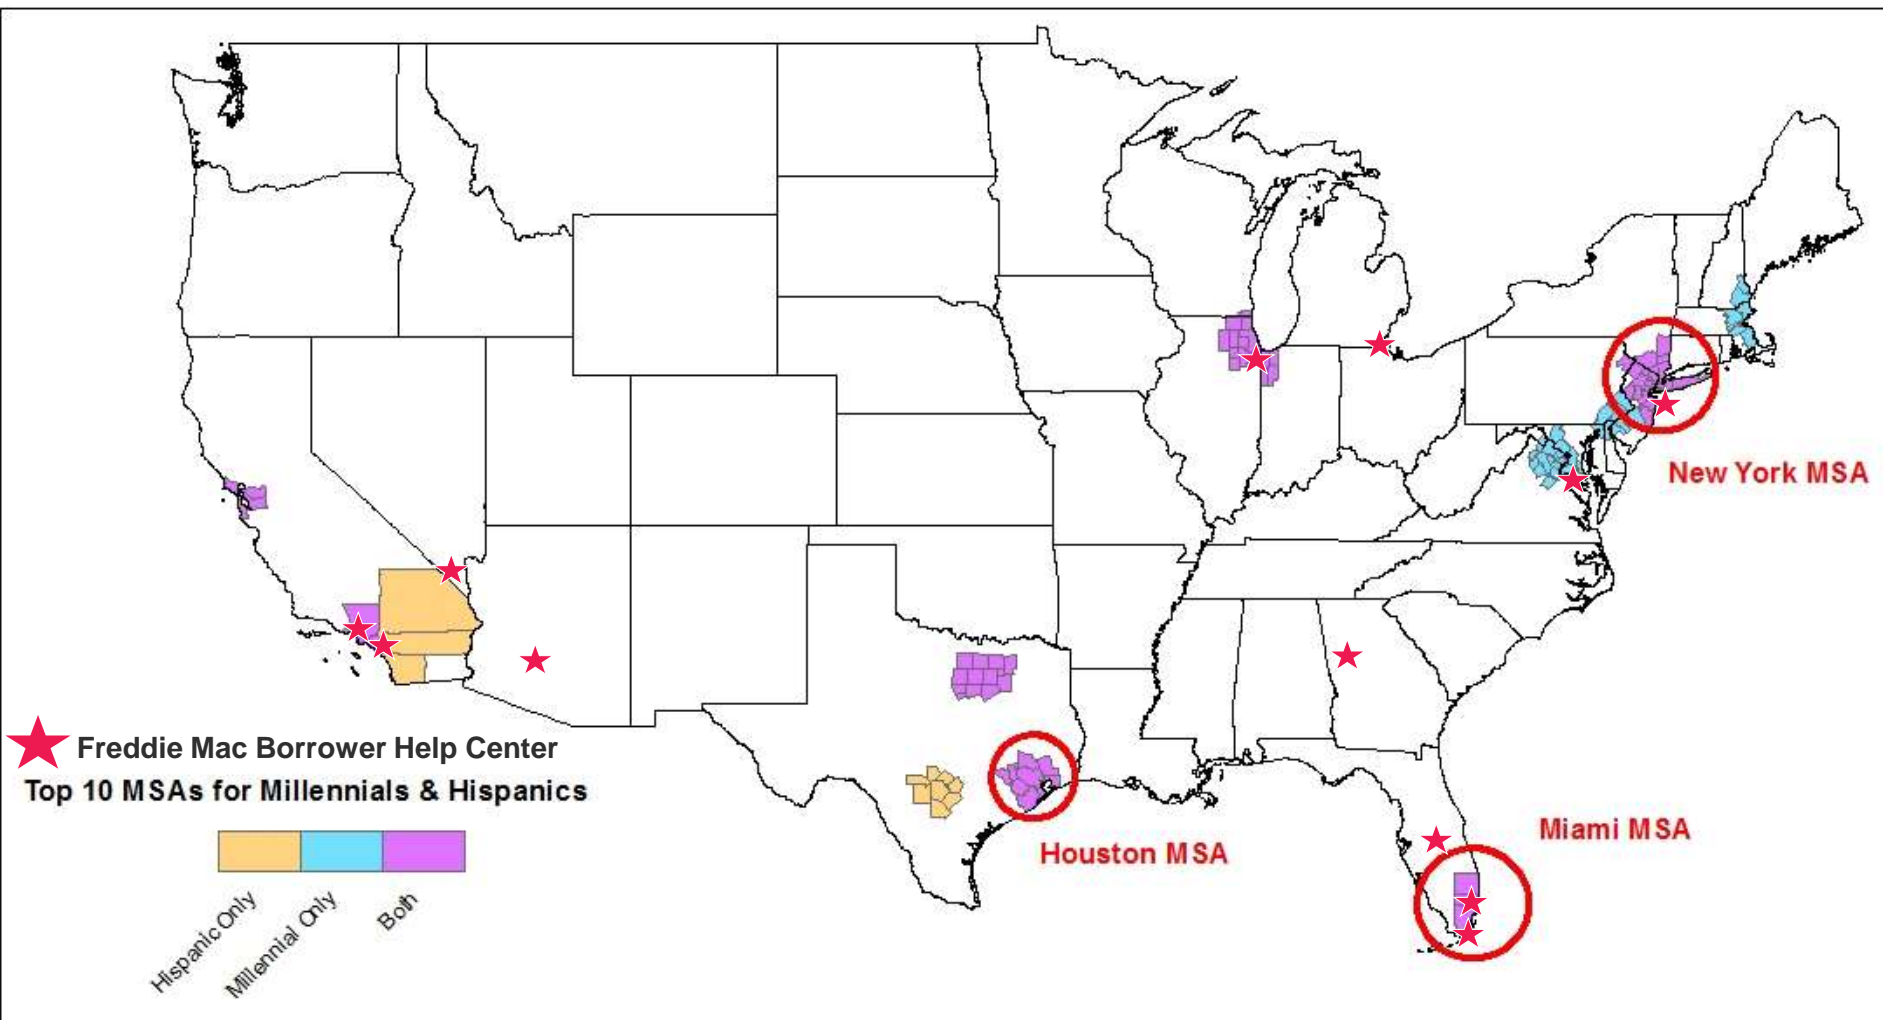 New York MSA
Freddie Mac Borrower Help Center
Top 10 MSAs for Millennials & Hispanics
Miami MSA
Houston MSA
Hispanic Only
Millennial Only
Both